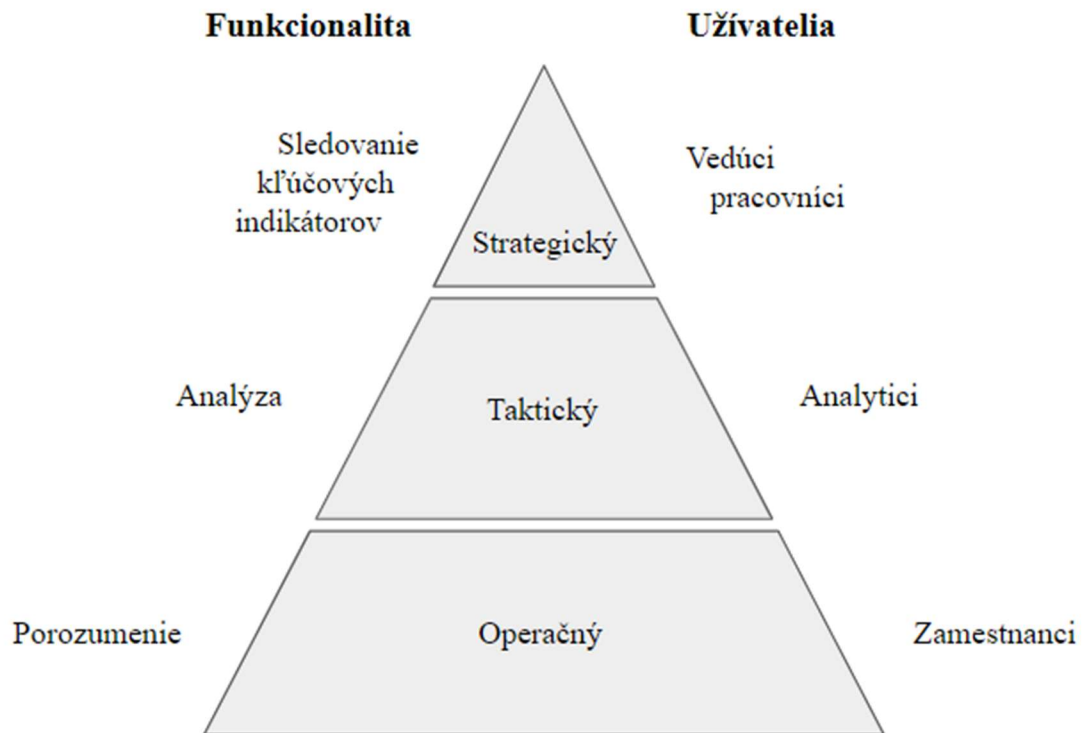 Funkcionalita
Užívatelia
Sledovanie
kľúčových
indikátorov
Vedúci
pracovníci
Strategický
Analýza
Taktický
Analytici
Porozumenie
Operačný
Zamestnanci